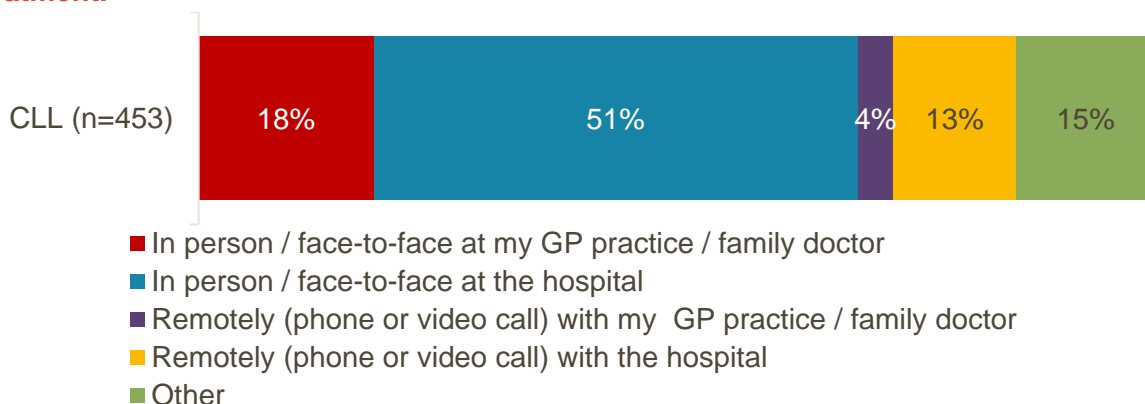 CLL (n=453)
18%
51%
4%
13%
15%
In person / face-to-face at my GP practice / family doctor
In person / face-to-face at the hospital
Remotely (phone or video call) with my  GP practice / family doctor
Remotely (phone or video call) with the hospital
Other